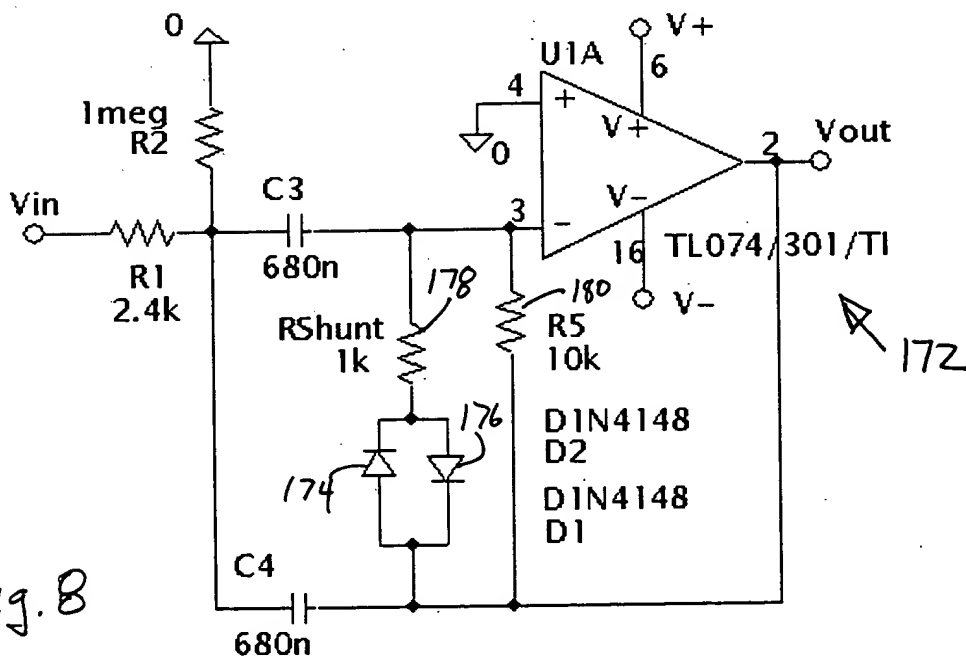 0
V+
U1A
6
4
+
V+
1meg
R2
0
2
Vout
Vin
C3
3
-
V-
680n
16
TL074/301/TI
R1
2.4k
178
180
V-
RShunt
1k
R5
10k
172
176
D1N4148
D2
174
D1N4148
D1
C4
680n
g. 8